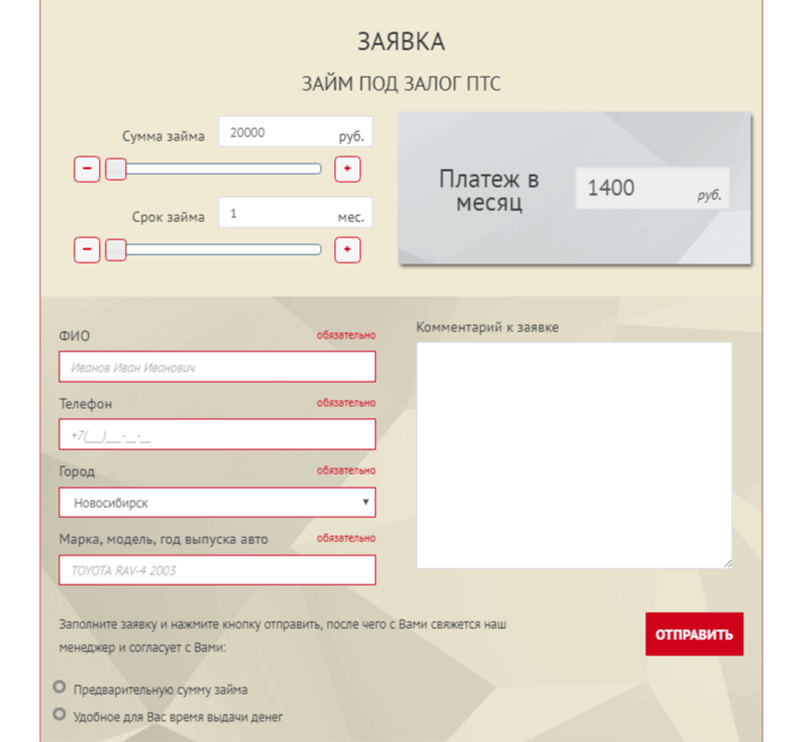 ЗАЯВКА
ЗАЙМ ПОД ЗАЛОГ ПТС
Сумма займа 20000 руб.
− +
Срок займа 1 мес.
− +
Платеж в
месяц
1400 руб.
ФИО обязательно
Иванов Иван Иванович
Телефон обязательно
+7(__)___-__-__
Город обязательно
Новосибирск
Марка, модель, год выпуска авто обязательно
TOYOTA RAV-4 2003
Комментарий к заявке
Заполните заявку и нажмите кнопку отправить, после чего с Вами свяжется наш
менеджер и согласует с Вами:
Предварительную сумму займа
Удобное для Вас время выдачи денег
ОТПРАВИТЬ